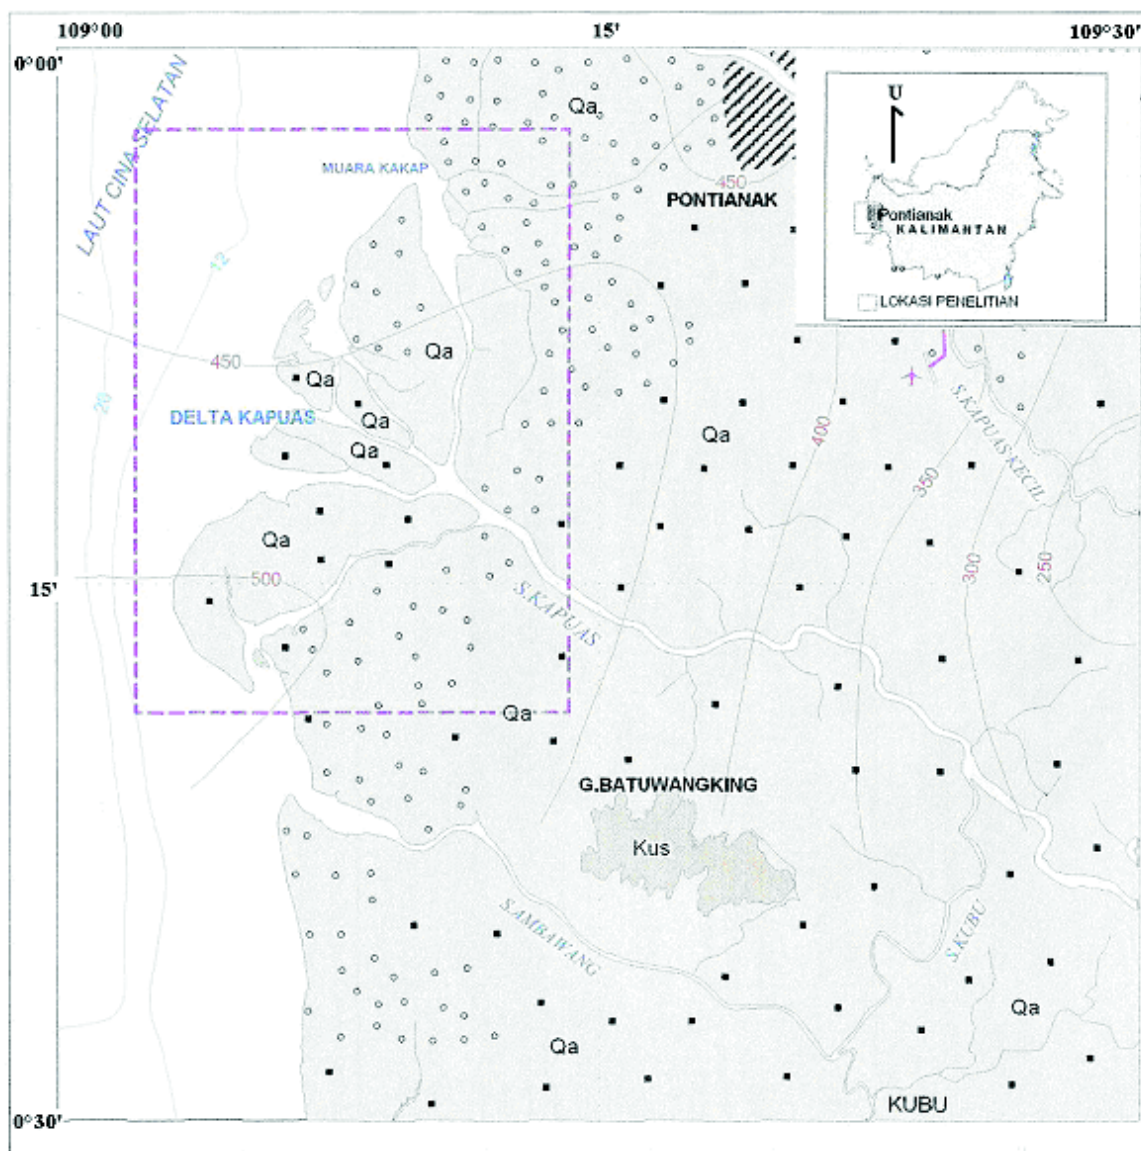 109°00
15'
109°30'
0°00'
LAUT CINA SELATAN
Qa
U
MUARA KAKAP
450
PONTIANAK
Pontianak
KALIMANTAN
12
LOKASI PENELITIAN
450
Qa
Qa
20
DELTA KAPUAS
Qa
Qa
Qa
400
S.KAPUAS KECIL
350
Qa
500
300
250
15'
S.KAPUAS
Qa
G.BATUWANGKING
Kus
S.AMBAWANG
S.KUBU
Qa
Qa
KUBU
0°30'